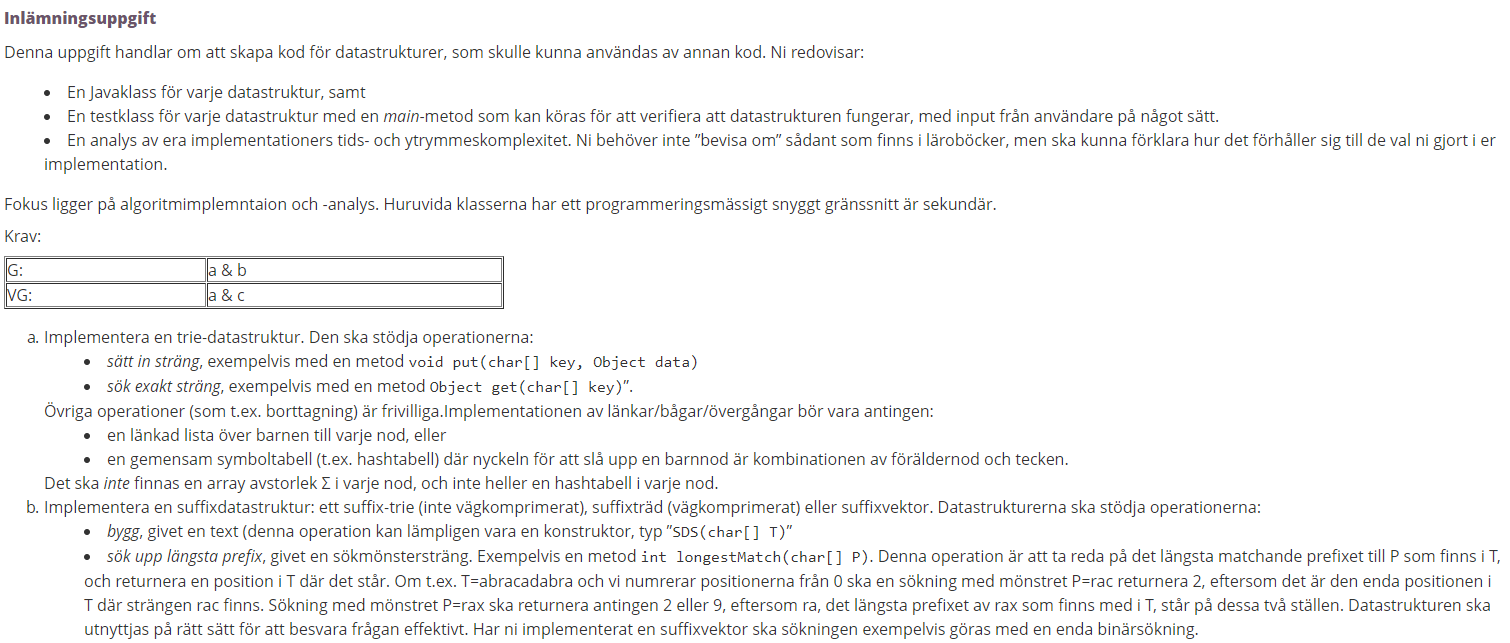 Inlämningsuppgift
Denna uppgift handlar om att skapa kod för datastrukturer, som skulle kunna användas av annan kod. Ni redovisar:
• En Javaklass för varje datastruktur, samt
• En testklass för varje datastruktur med en main-metod som kan köras för att verifiera att datastrukturen fungerar, med input från användare på något sätt.
• En analys av era implementationers tids- och ytrymmeskomplexitet. Ni behöver inte ”bevisa om” sådant som finns i läroböcker, men ska kunna förklara hur det förhåller sig till de val ni gjort i er
implementation.
Fokus ligger på algoritmimplemntaion och -analys. Huruvida klasserna har ett programmeringsmässigt snyggt gränssnitt är sekundär.
Krav:
G: a & b
VG: a & c
a. Implementera en trie-datastruktur. Den ska stödja operationerna:
• sätt in sträng, exempelvis med en metod void put(char[] key, Object data)
• sök exakt sträng, exempelvis med en metod Object get(char[] key)”.
Övriga operationer (som t.ex. borttagning) är frivilliga.Implementationen av länkar/bågar/övergångar bör vara antingen:
• en länkad lista över barnen till varje nod, eller
• en gemensam symboltabell (t.ex. hashtabell) där nyckeln för att slå upp en barnnod är kombinationen av föräldernod och tecken.
Det ska inte finnas en array avstorlek Σ i varje nod, och inte heller en hashtabell i varje nod.
b. Implementera en suffixdatastruktur: ett suffix-trie (inte vägkomprimerat), suffixträd (vägkomprimerat) eller suffixvektor. Datastrukturerna ska stödja operationerna:
• bygg, givet en text (denna operation kan lämpligen vara en konstruktor, typ ”SDS(char[] T)”
• sök upp längsta prefix, givet en sökmönstersträng. Exempelvis en metod int longestMatch(char[] P). Denna operation är att ta reda på det längsta matchande prefixet till P som finns i T,
och returnera en position i T där det står. Om t.ex. T=abracadabra och vi numrerar positionerna från 0 ska en sökning med mönstret P=rac returnera 2, eftersom det är den enda positionen i
T där strängen rac finns. Sökning med mönstret P=rax ska returnera antingen 2 eller 9, eftersom ra, det längsta prefixet av rax som finns med i T, står på dessa två ställen. Datastrukturen ska
utnyttjas på rätt sätt för att besvara frågan effektivt. Har ni implementerat en suffixvektor ska sökningen exempelvis göras med en enda binärsökning.